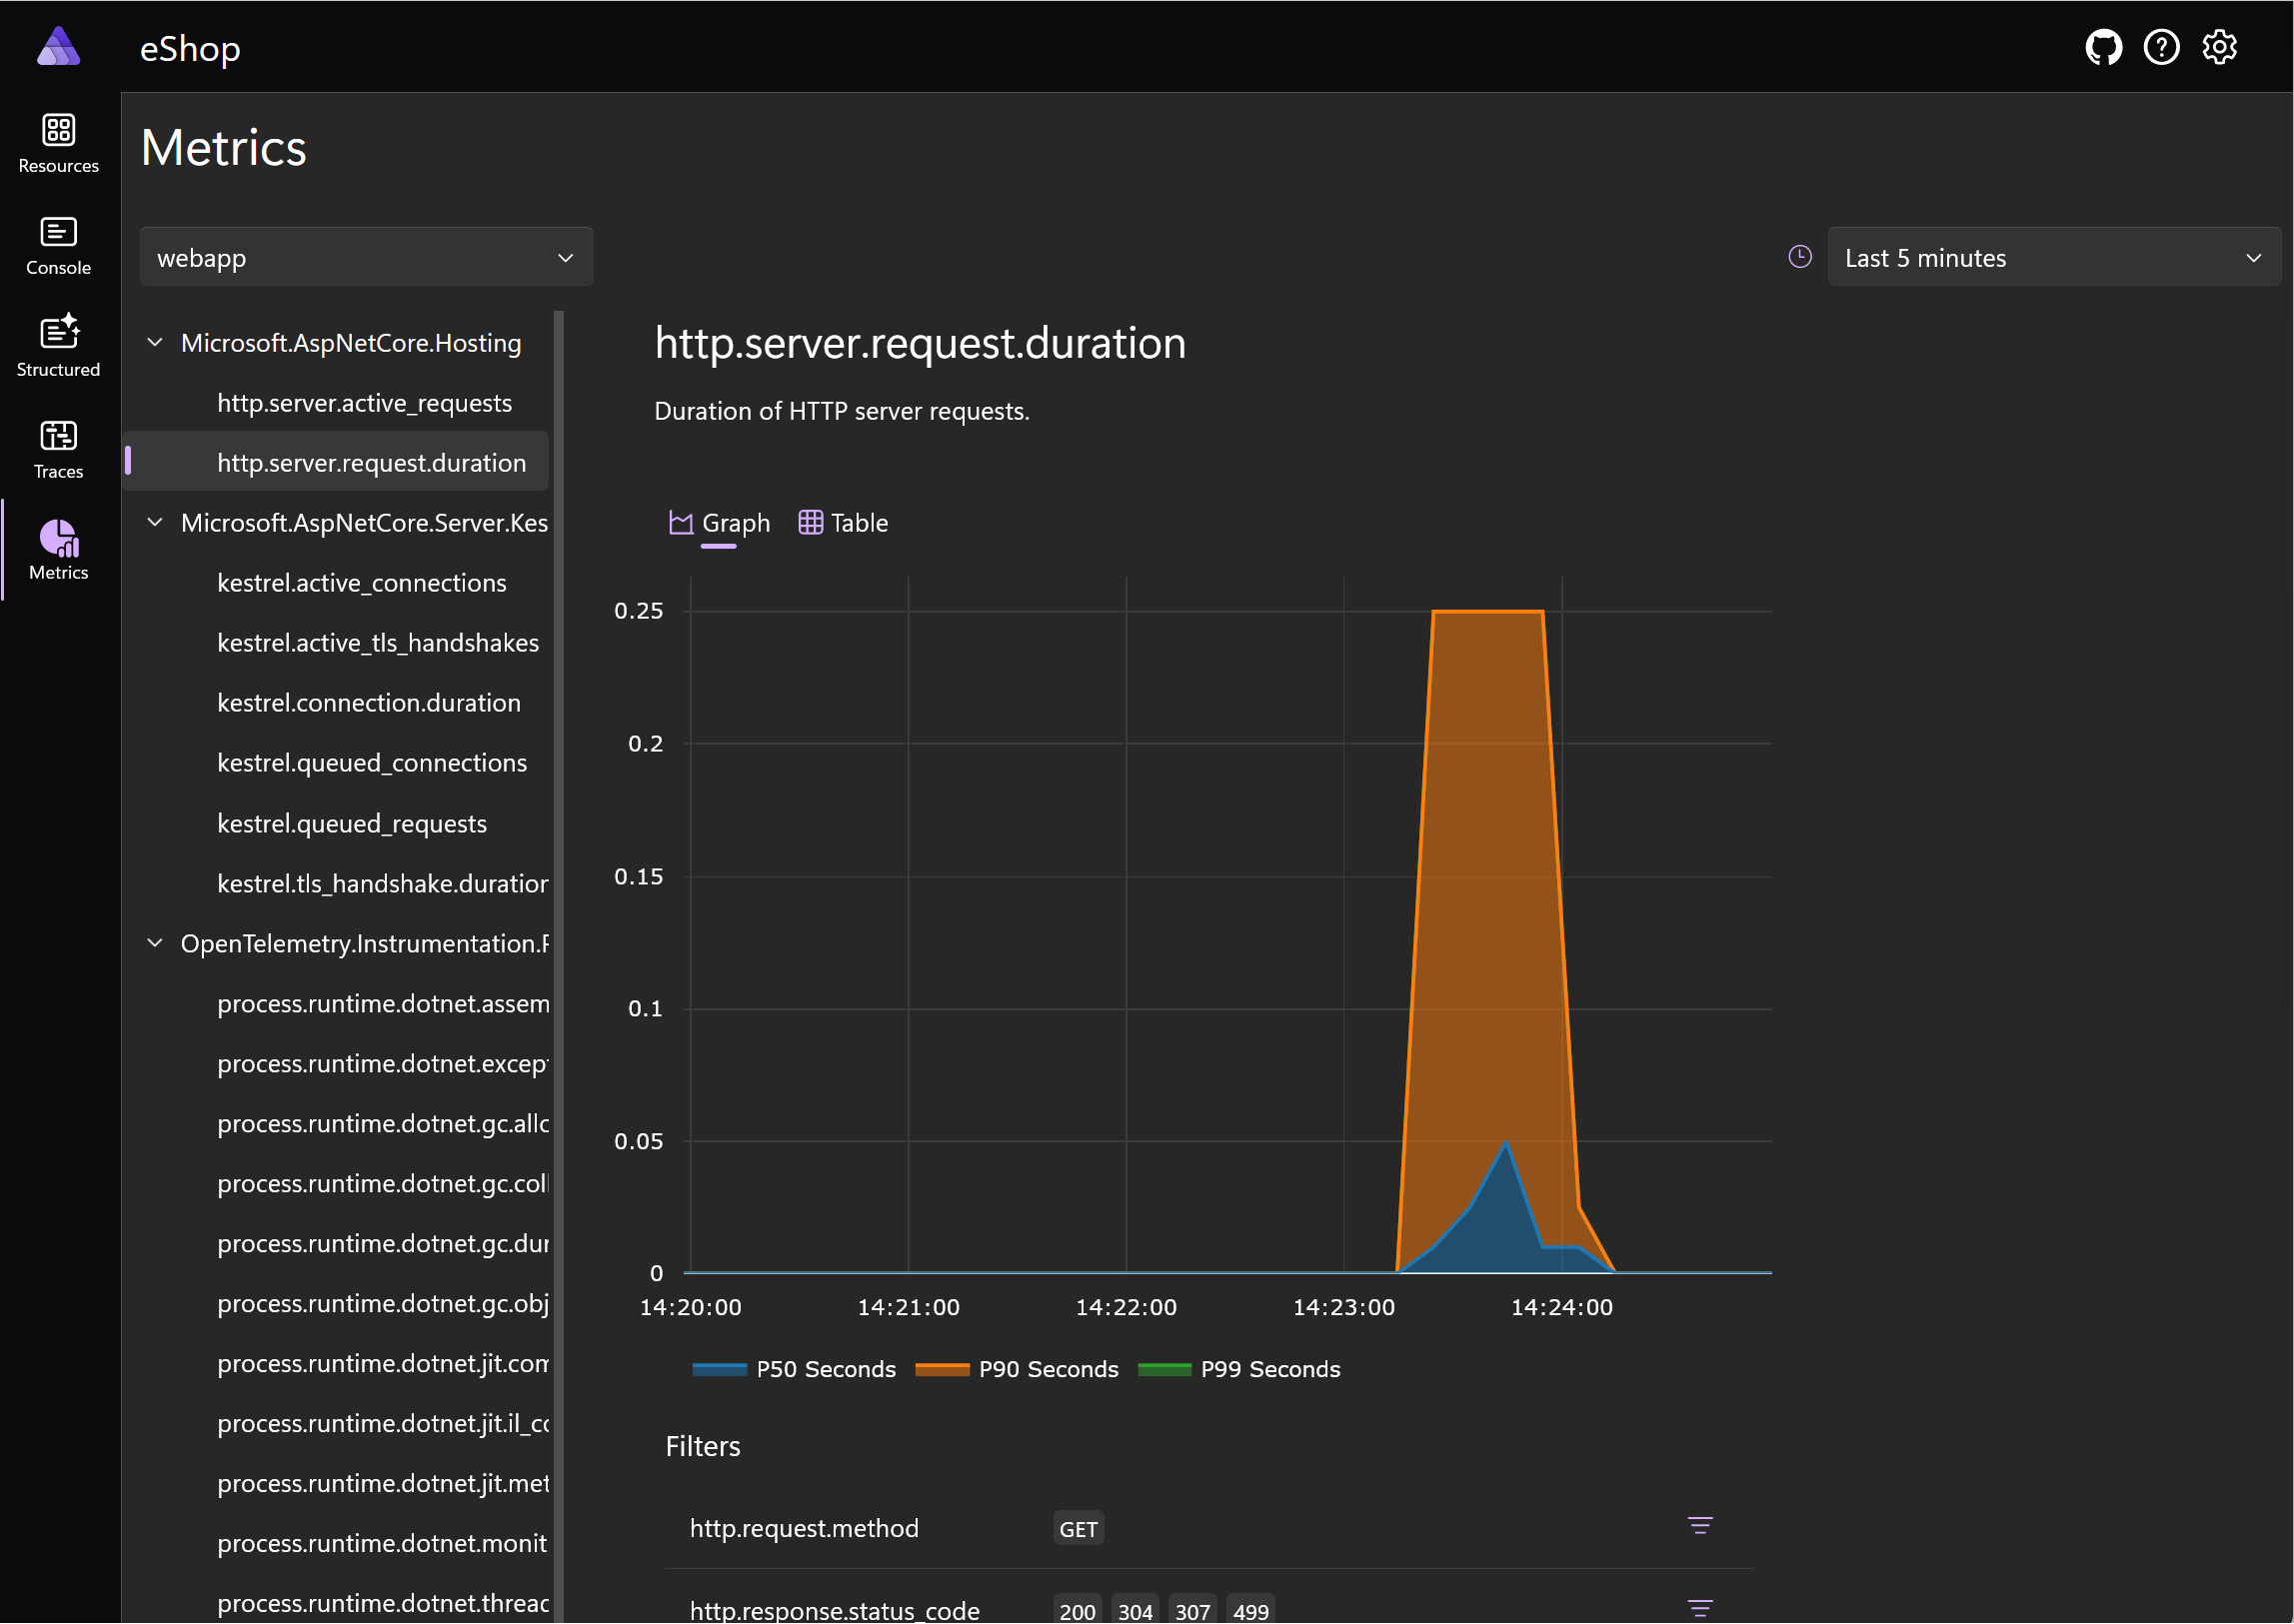 eShop
Resources
Console
Structured
Traces
Metrics
Metrics
webapp
Last 5 minutes
Microsoft.AspNetCore.Hosting
http.server.active_requests
http.server.request.duration
Microsoft.AspNetCore.Server.Kes
kestrel.active_connections
kestrel.active_tls_handshakes
kestrel.connection.duration
kestrel.queued_connections
kestrel.queued_requests
kestrel.tls_handshake.duration
OpenTelemetry.Instrumentation.
process.runtime.dotnet.assem
process.runtime.dotnet.except
process.runtime.dotnet.gc.allo
process.runtime.dotnet.gc.coll
process.runtime.dotnet.gc.dur
process.runtime.dotnet.gc.obj
process.runtime.dotnet.jit.com
process.runtime.dotnet.jit.il_co
process.runtime.dotnet.jit.met
process.runtime.dotnet.monit
process.runtime.dotnet.threac
http.server.request.duration
Duration of HTTP server requests.
Graph Table
0.25
0.2
0.15
0.1
0.05
0
14:20:00 14:21:00 14:22:00 14:23:00 14:24:00
P50 Seconds P90 Seconds P99 Seconds
Filters
http.request.method GET
http.response.status_code 200 304 307 499